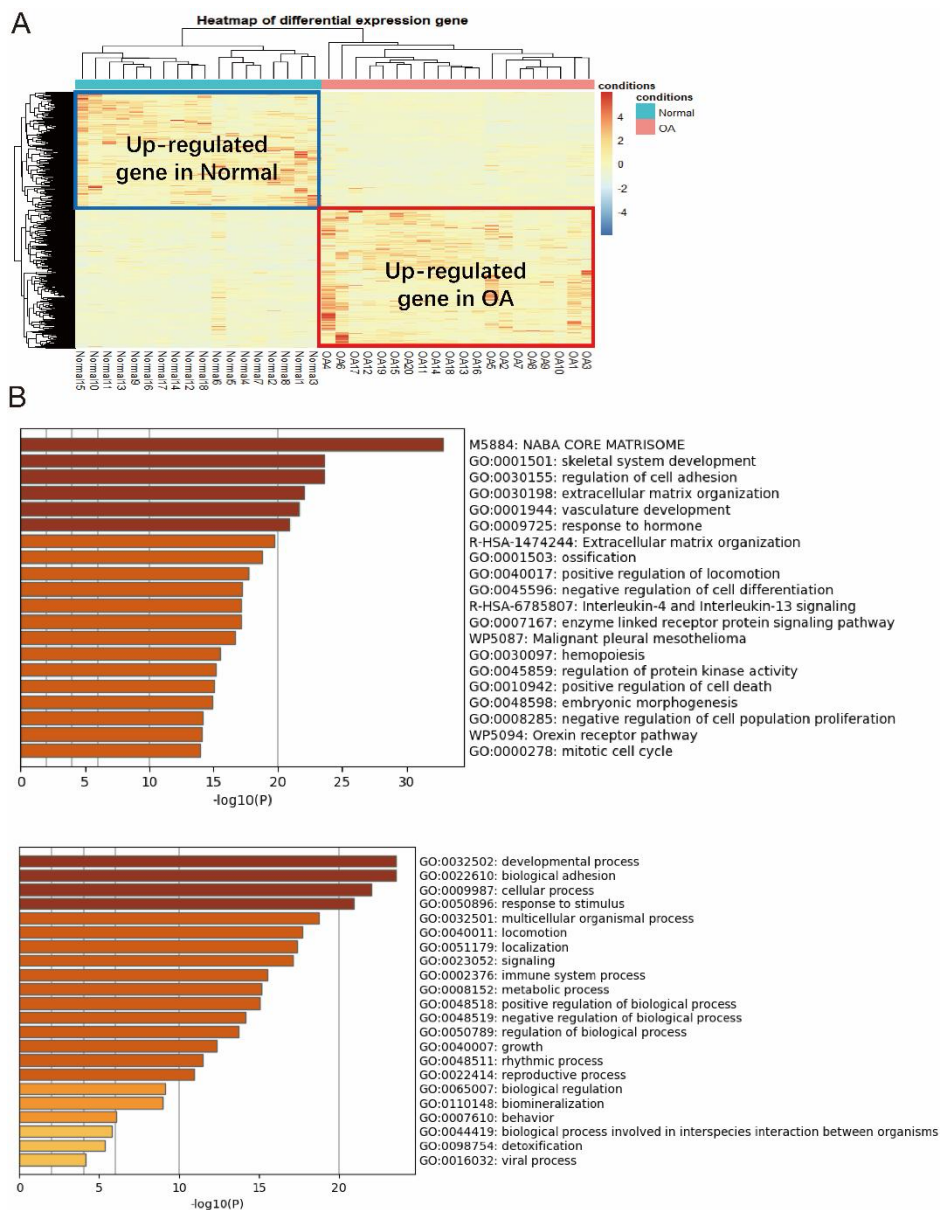 A
Heatmap of differential expression gene
conditions
conditions
Normal
OA
4
2
0
-2
-4
Up-regulated
gene in Normal
Up-regulated
gene in OA
Normal15
Normal10
Normal11
Normal13
Normal9
Normal16
Normal17
Normal14
Normal12
Normal18
Normal6
Normal5
Normal4
Normal7
Normal2
Normal8
Normal1
Normal3
OA4
OA6
OA17
OA12
OA19
OA15
OA20
OA11
OA14
OA18
OA13
OA16
OA5
OA2
OA7
OA8
OA9
OA10
OA1
OA3
B
M5884: NABA CORE MATRISOME
GO:0001501: skeletal system development
GO:0030155: regulation of cell adhesion
GO:0030198: extracellular matrix organization
GO:0001944: vasculature development
GO:0009725: response to hormone
R-HSA-1474244: Extracellular matrix organization
GO:0001503: ossification
GO:0040017: positive regulation of locomotion
GO:0045596: negative regulation of cell differentiation
R-HSA-6785807: Interleukin-4 and Interleukin-13 signaling
GO:0007167: enzyme linked receptor protein signaling pathway
WP5087: Malignant pleural mesothelioma
GO:0030097: hemopoiesis
GO:0045859: regulation of protein kinase activity
GO:0010942: positive regulation of cell death
GO:0048598: embryonic morphogenesis
GO:0008285: negative regulation of cell population proliferation
WP5094: Orexin receptor pathway
GO:0000278: mitotic cell cycle
0 5 10 15 20 25 30
-log10(P)
GO:0032502: developmental process
GO:0022610: biological adhesion
GO:0009987: cellular process
GO:0050896: response to stimulus
GO:0032501: multicellular organismal process
GO:0040011: locomotion
GO:0051179: localization
GO:0023052: signaling
GO:0002376: immune system process
GO:0008152: metabolic process
GO:0048518: positive regulation of biological process
GO:0048519: negative regulation of biological process
GO:0050789: regulation of biological process
GO:0040007: growth
GO:0048511: rhythmic process
GO:0022414: reproductive process
GO:0065007: biological regulation
GO:0110148: biomineralization
GO:0007610: behavior
GO:0044419: biological process involved in interspecies interaction between organisms
GO:0098754: detoxification
GO:0016032: viral process
0 5 10 15 20
-log10(P)